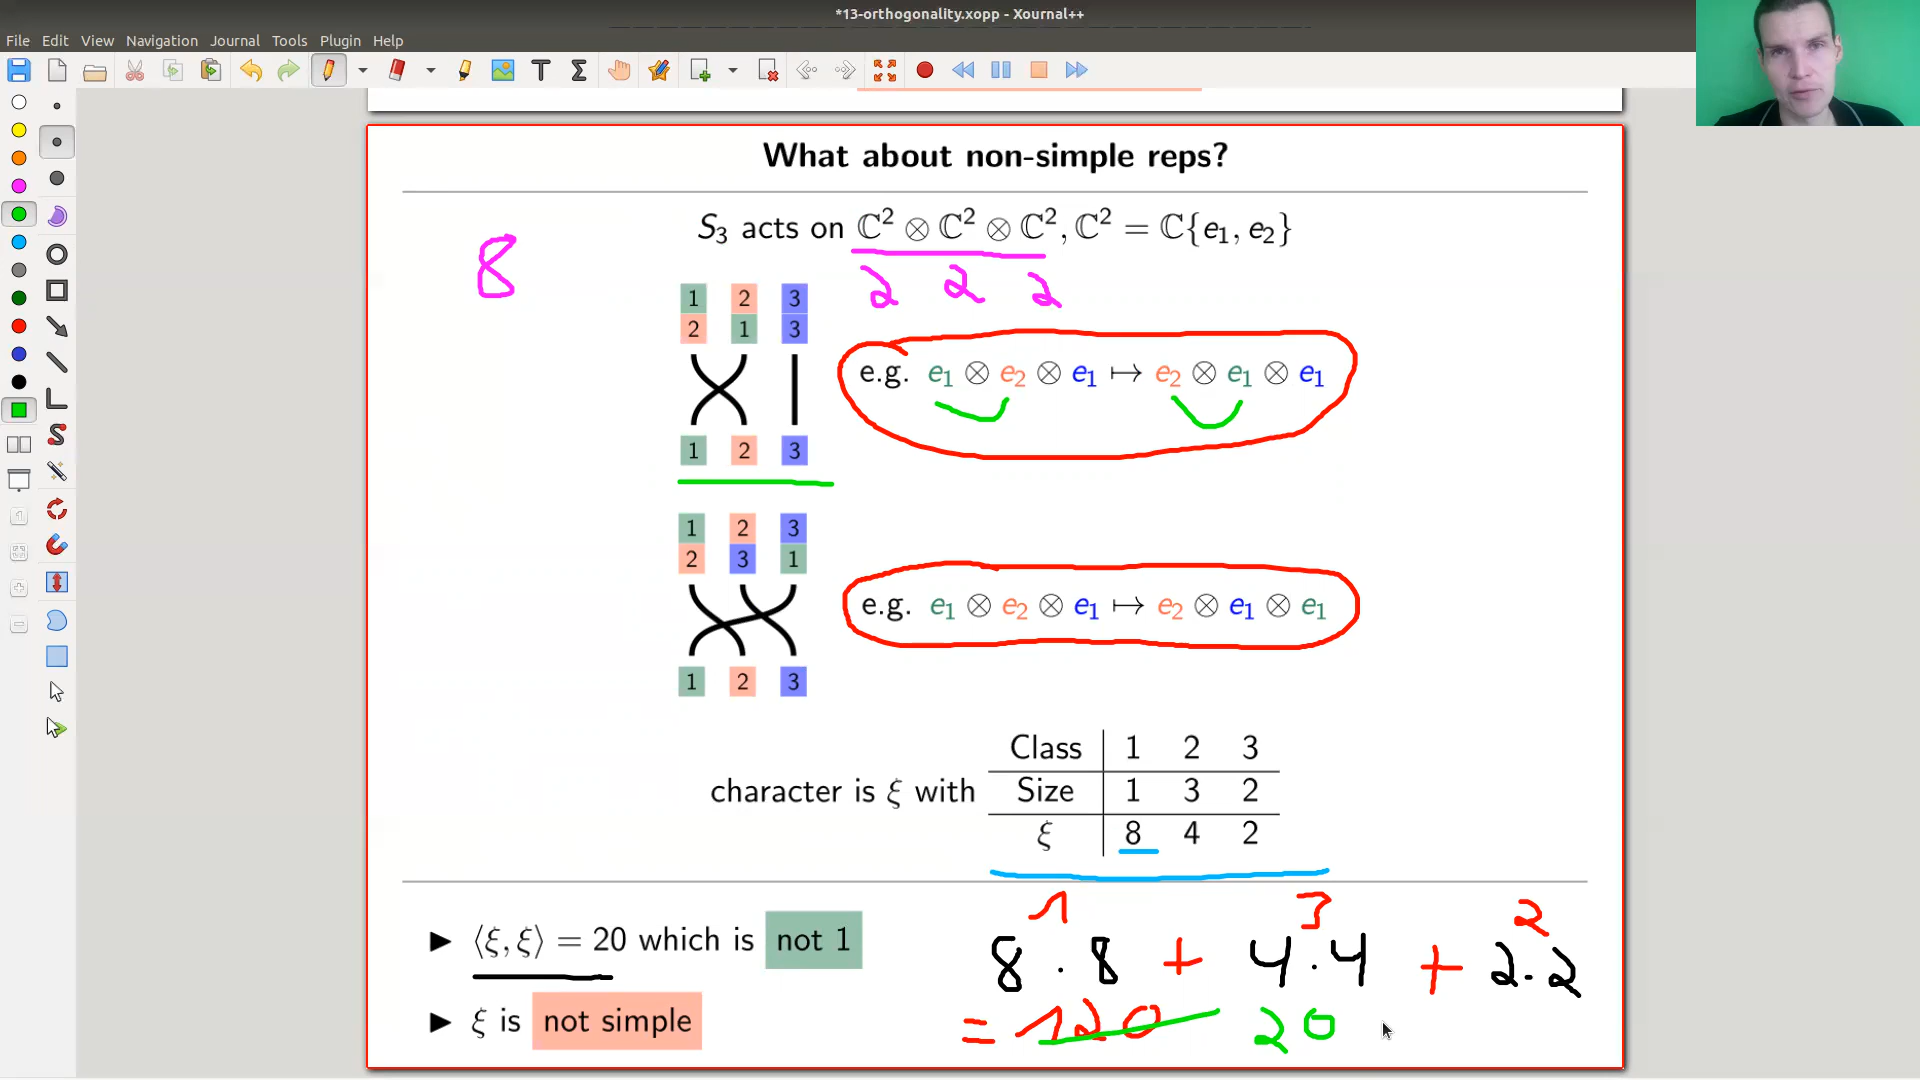 *13-orthogonality.xopp - Xournal++
File Edit View Navigation Journal Tools Plugin Help
What about non-simple reps?
S₃ acts on ℂ² ⊗ ℂ² ⊗ ℂ², ℂ² = ℂ{e₁, e₂}
8
2 2 2
1 2 3
2 1 3
e.g. e₁ ⊗ e₂ ⊗ e₁ ↦ e₂ ⊗ e₁ ⊗ e₁
1 2 3
1 2 3
2 3 1
e.g. e₁ ⊗ e₂ ⊗ e₁ ↦ e₂ ⊗ e₁ ⊗ e₁
1 2 3
character is ξ with
Class 1 2 3
Size 1 3 2
ξ 8 4 2
► ⟨ξ, ξ⟩ = 20 which is not 1
► ξ is not simple
1 3 2
8 · 8 + 4 · 4 + 2 · 2
= 120 20